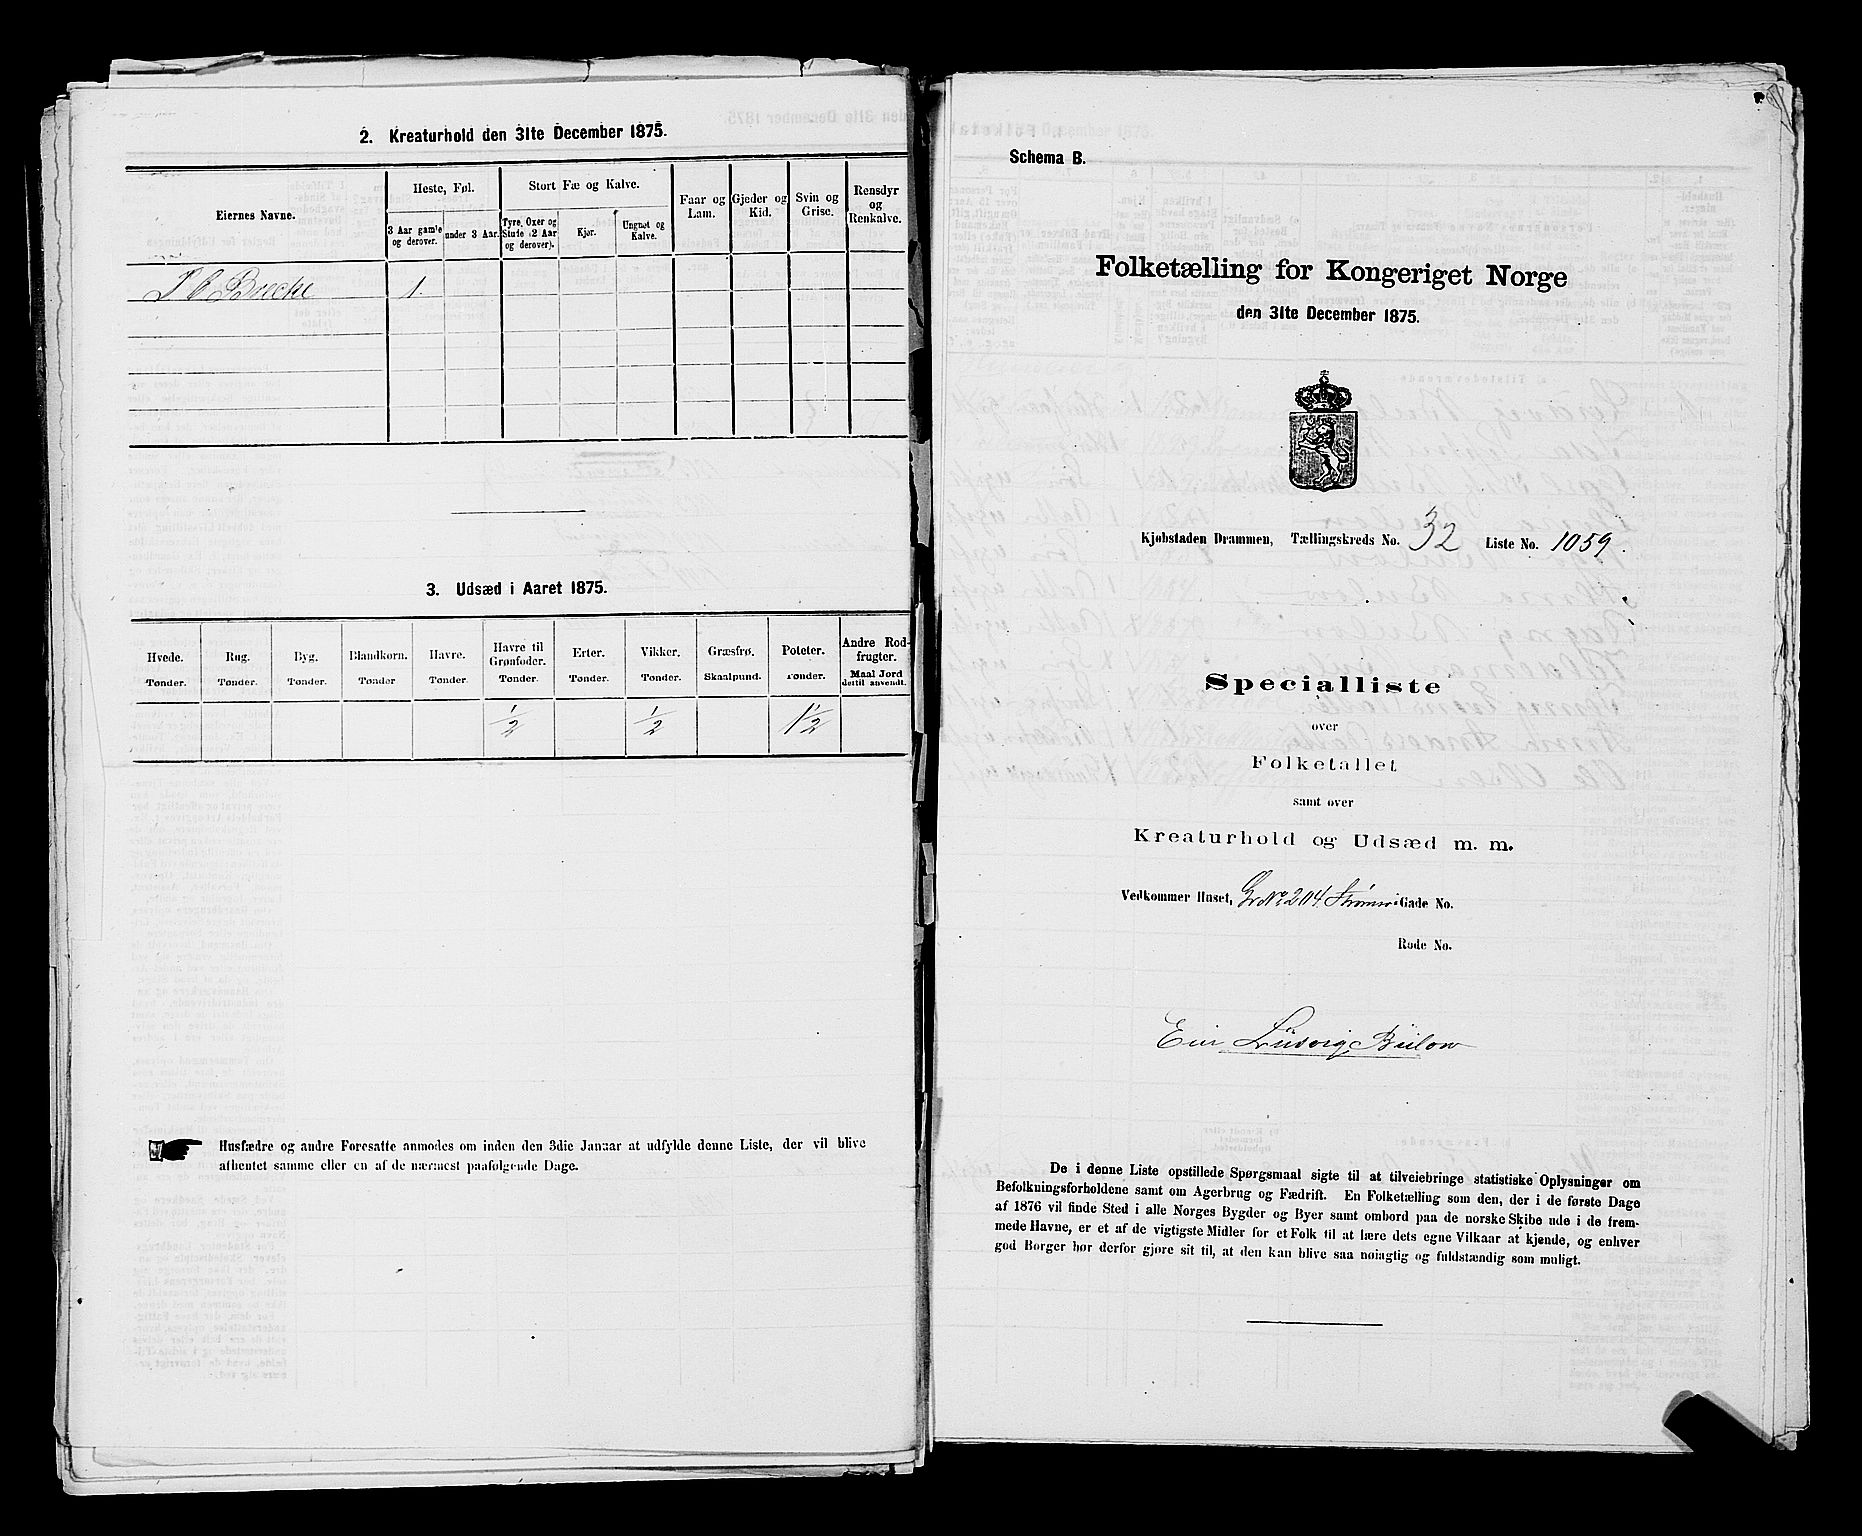 2. Kreaturhold den 31te December 1875.
Eiernes Navne.
Heste, Føl.
3 Aar gamle og derover.
under 3 Aar.
Stort Fæ og Kalve.
Tyre, Oxer og Stude (2 Aar og derover).
Kjør.
Ungnøt og Kalve.
Faar og Lam.
Gjeder og Kid.
Svin og Grise.
Rensdyr og Renkalve.
1.
3. Udsæd i Aaret 1875.
Hvede. Tønder.
Rug. Tønder.
Byg. Tønder.
Blandkorn. Tønder
Havre. Tønder.
Havre til Grønfoder. Tønder.
Erter. Tønder.
Vikker. Tønder.
Græsfrø. Skaalpund.
Poteter. Tønder.
Andre Rodfrugter. Maal Jord dertil anvendt.
1/2 1/2 1 1/2
Husfædre og andre Foresatte anmodes om inden den 3die Januar at udfylde denne Liste, der vil blive
afhentet samme eller en af de nærmest paafølgende Dage.
Schema B.
Folketælling for Kongeriget Norge
den 31te December 1875.
Kjøbstaden Drammen, Tællingskreds No. 32 Liste No. 1059.
Specialliste
over
Folketallet
samt over
Kreaturhold og Udsæd m. m.
Vedkommer Huset, Gr No 204 Strømsø Gade No.
Rode No.
Eier Ludvig Bülow
De i denne Liste opstillede Spørgsmaal sigte til at tilveiebringe statistiske Oplysninger om
Befolkningsforholdene samt om Agerbrug og Fædrift. En Folketælling som den, der i de første Dage
af 1876 vil finde Sted i alle Norges Bygder og Byer samt ombord paa de norske Skibe ude i de frem-
mede Havne, er et af de vigtigste Midler for et Folk til at lære dets egne Vilkaar at kjende, og enhver
god Borger bør derfor gjøre sit til, at den kan blive saa nøiagtig og fuldstændig som muligt.